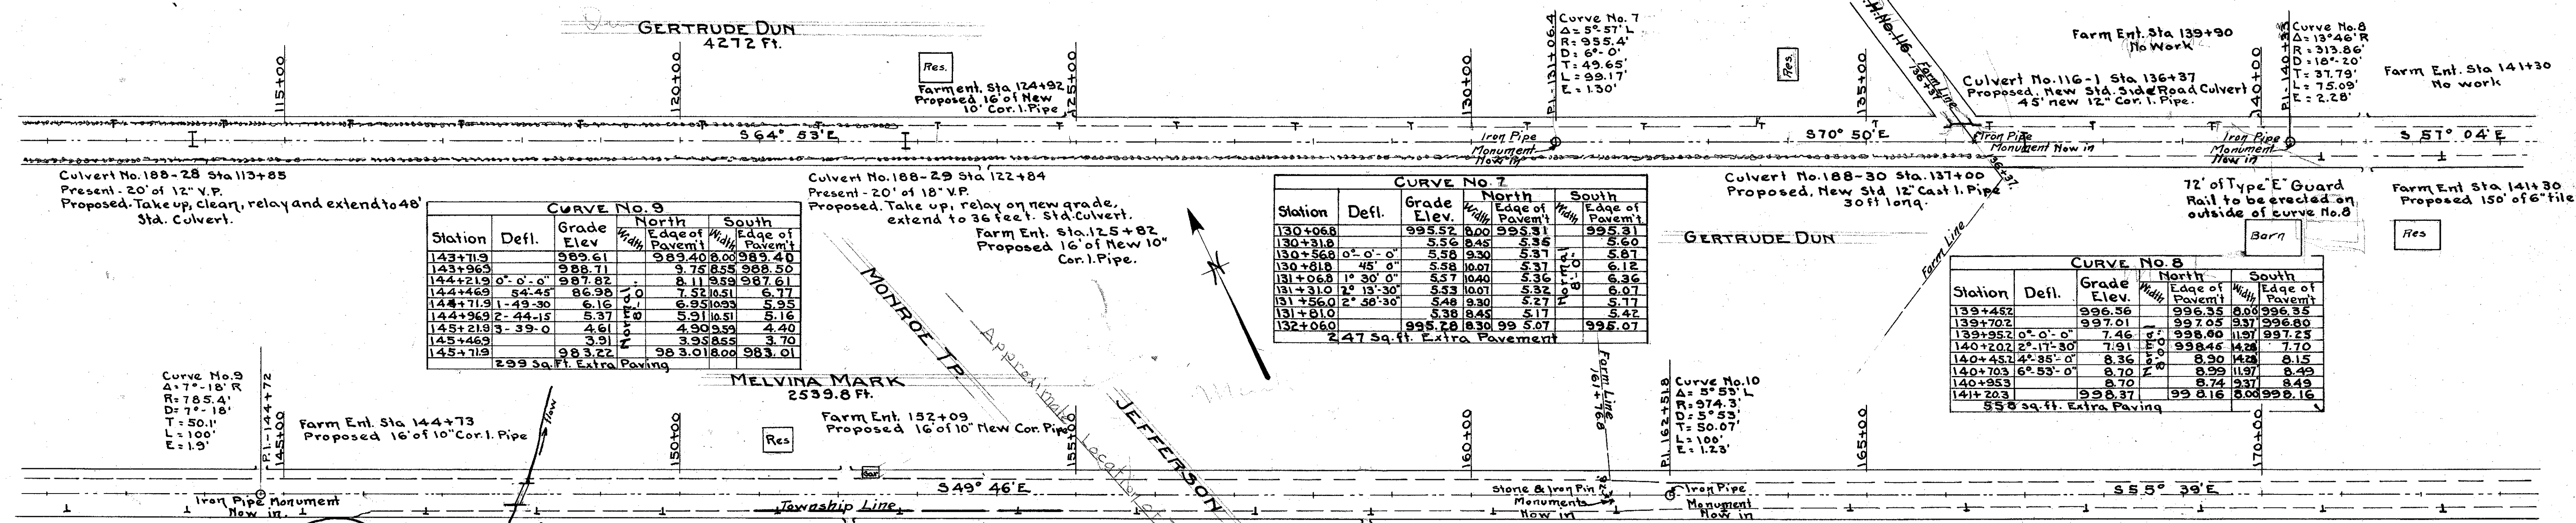 GERTRUDE DUN
4272 Ft.
115+00
120+00
Res.
Farm ent. Sta 124+92
Proposed 16' of New
10" Cor. I. Pipe
125+00
130+00
P.I.-131+06.4
Curve No. 7
Δ= 5°-57' L
R= 955.4'
D= 6°-0'
T= 49.65'
L= 99.17'
E= 1.30'
Res.
135+00
H.No. 116
Farm Line
136+37
Farm Ent. Sta 139+90
No Work
Culvert No. 116-1 Sta 136+37
Proposed. New Std. Side Road Culvert
45' new 12" Cor. I. Pipe.
140+00
Curve No. 8
Δ= 13°46' R
R= 313.86'
D= 18°-20'
T= 37.79'
L= 75.09'
E= 2.28'
Farm Ent. Sta 141+30
No work
S 64° 53' E
Iron Pipe
Monument
Now in
S 70° 50' E
Iron Pipe
Monument Now in
Iron Pipe
Monument
Now in
S 57° 04' E
Culvert No. 188-28 Sta 113+85
Present - 20' of 12" V.P.
Proposed. Take up, clean, relay and extend to 48'
Std. Culvert.
Culvert No. 188-29 Sta 122+84
Present - 20' of 18" V.P.
Proposed. Take up, relay on new grade,
extend to 36 feet. Std. Culvert.
Farm Ent. Sta. 125+82
Proposed 16' of New 10"
Cor. I. Pipe.
Culvert No. 188-30 Sta. 137+00
Proposed, New Std 12" Cast I. Pipe
30 ft long.
36+37.
Farm Line
72' of Type "E" Guard
Rail to be erected on
outside of curve No. 8
Barn
Farm Ent Sta 141+30
Proposed 150' of 6" tile
Res
GERTRUDE DUN
CURVE NO. 9
North South
Station Defl. Grade Elev Width Edge of Pavem't Width Edge of Pavem't
143+71.9 989.61 989.40 8.00 989.40
143+96.9 988.71 9.75 8.55 988.50
144+21.9 0°-0'-0" 987.82 8.11 9.59 987.61
144+46.9 54'-45" 86.98 7.52 10.51 6.77
144+71.9 1-49-30 6.16 6.95 10.93 5.95
144+96.9 2-44-15 5.37 5.91 10.51 5.16
145+21.9 3-39-0 4.61 4.90 9.59 4.40
145+46.9 3.91 3.95 8.55 3.70
145+71.9 983.22 983.01 8.00 983.01
Normal 8-0
299 Sq. Ft. Extra Paving
CURVE NO. 7
North South
Station Defl. Grade Elev. Width Edge of Pavem't Width Edge of Pavem't
130+06.8 995.52 8.00 995.31 995.31
130+31.8 5.56 8.45 5.35 5.60
130+56.8 0°-0'-0" 5.58 9.30 5.37 5.87
130+81.8 45' 0" 5.58 10.07 5.37 6.12
131+06.8 1° 30' 0" 5.57 10.40 5.36 6.36
131+31.0 2° 13'-30" 5.53 10.07 5.32 6.07
131+56.0 2° 58'-30" 5.48 9.30 5.27 5.77
131+81.0 5.38 8.45 5.17 5.42
132+06.0 995.28 8.30 995.07 995.07
Normal 8-0
247 Sq. ft. Extra Pavement
CURVE NO. 8
North South
Station Defl. Grade Elev. Width Edge of Pavem't Width Edge of Pavem't
139+45.2 996.56 996.35 8.00 996.35
139+70.2 997.01 997.05 9.37 996.80
139+95.2 0°-0'-0" 7.46 998.00 11.97 997.25
140+20.2 2°-17'-30" 7.91 998.45 14.28 7.70
140+45.2 4°-35'-0" 8.36 8.90 14.28 8.15
140+70.3 6°-53'-0" 8.70 8.99 11.97 8.49
140+95.3 8.70 8.74 9.37 8.49
141+20.3 998.37 998.16 8.00 998.16
558 sq. ft. Extra Paving
N
MONROE TP.
Approximate
Location of
JEFFERSON
MELVINA MARK
2539.8 Ft.
Curve No. 9
Δ= 7°-18' R
R= 785.4'
D= 7°-18'
T= 50.1'
L= 100'
E= 1.9'
P.I.-144+72
145+00
Farm Ent. Sta 144+73
Proposed 16' of 10" Cor. I. Pipe
Flow
150+00
Res
Farm Ent. 152+09
Proposed 16' of 10" New Cor. Pipe
155+00
Gar
160+00
Farm Line
161+76.8
P.I. 162+51.8
Curve No. 10
Δ= 5° 53' L
R= 974.3'
D= 5° 53'
T= 50.07'
L= 100'
E= 1.23'
165+00
170+00
Iron Pipe Monument
Now in.
S 49° 46' E
Township Line
Stone & Iron Pin
Monuments
Now in
Iron Pipe
Monument
Now in
S 55° 39' E